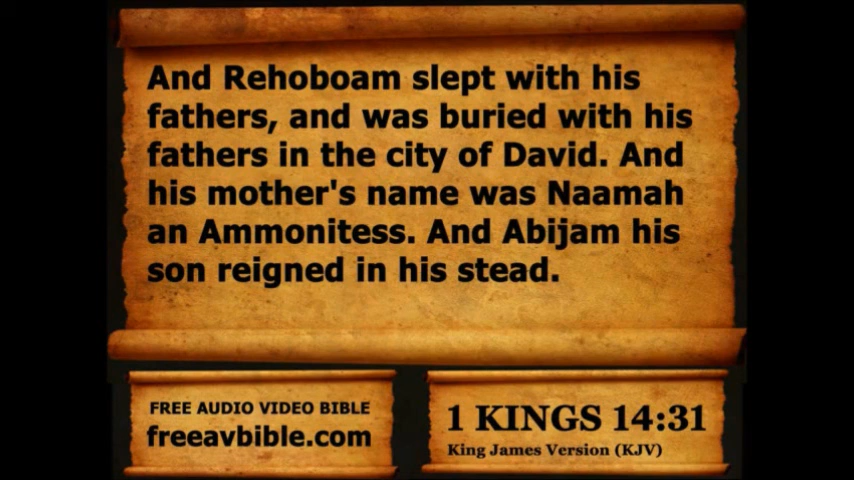 And Rehoboam slept with his
fathers, and was buried with his
fathers in the city of David. And
his mother's name was Naamah
an Ammonitess. And Abijam his
son reigned in his stead.
FREE AUDIO VIDEO BIBLE
freeavbible.com
1 KINGS 14:31
King James Version (KJV)